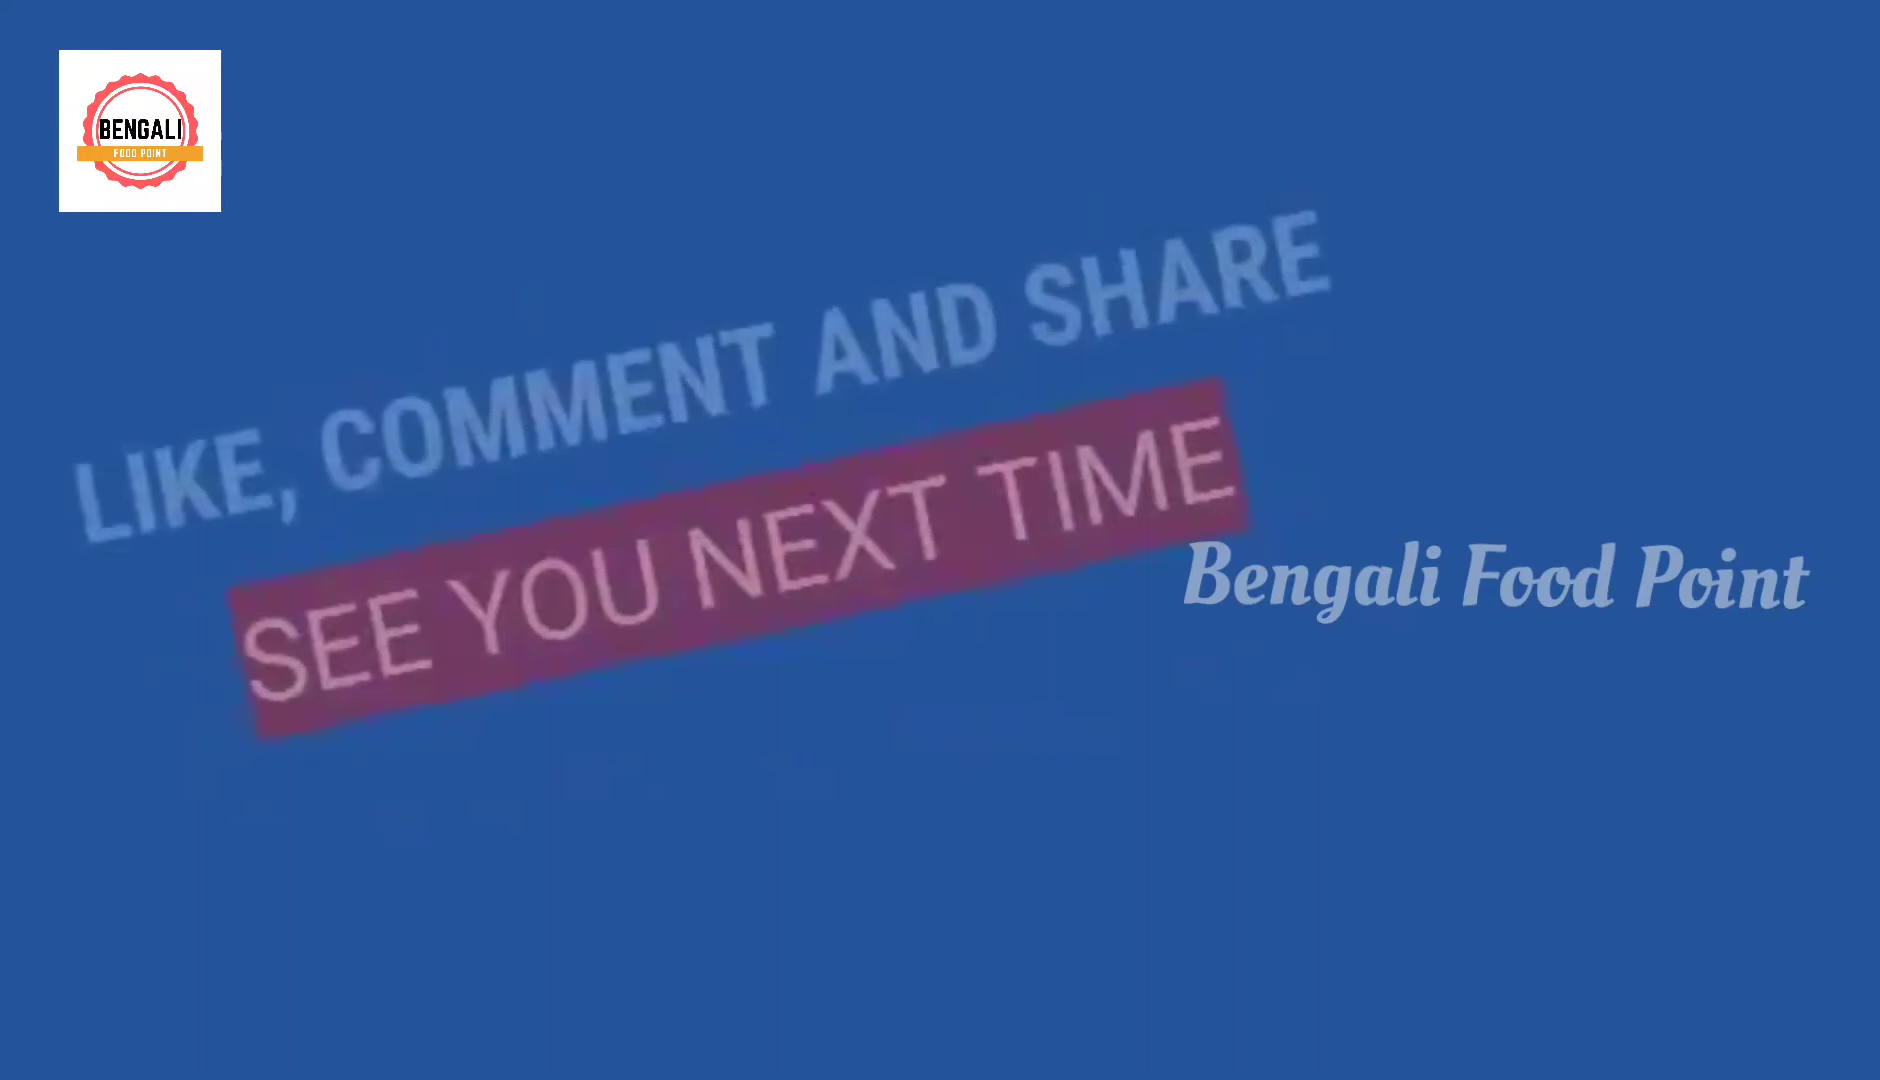 BENGALI
FOOD POINT
LIKE, COMMENT AND SHARE
SEE YOU NEXT TIME
Bengali Food Point